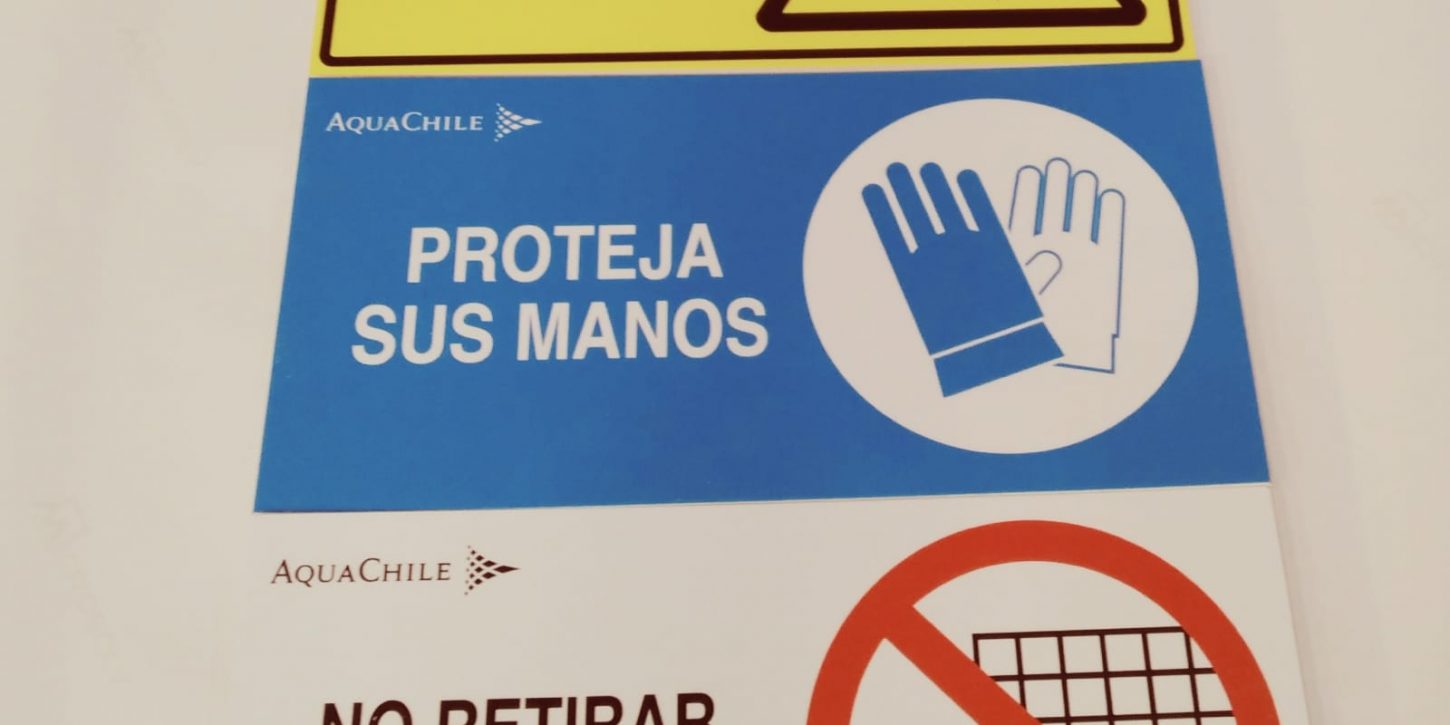 AQUACHILE
PROTEJA
SUS MANOS
AQUACHILE
NO RETIRAR